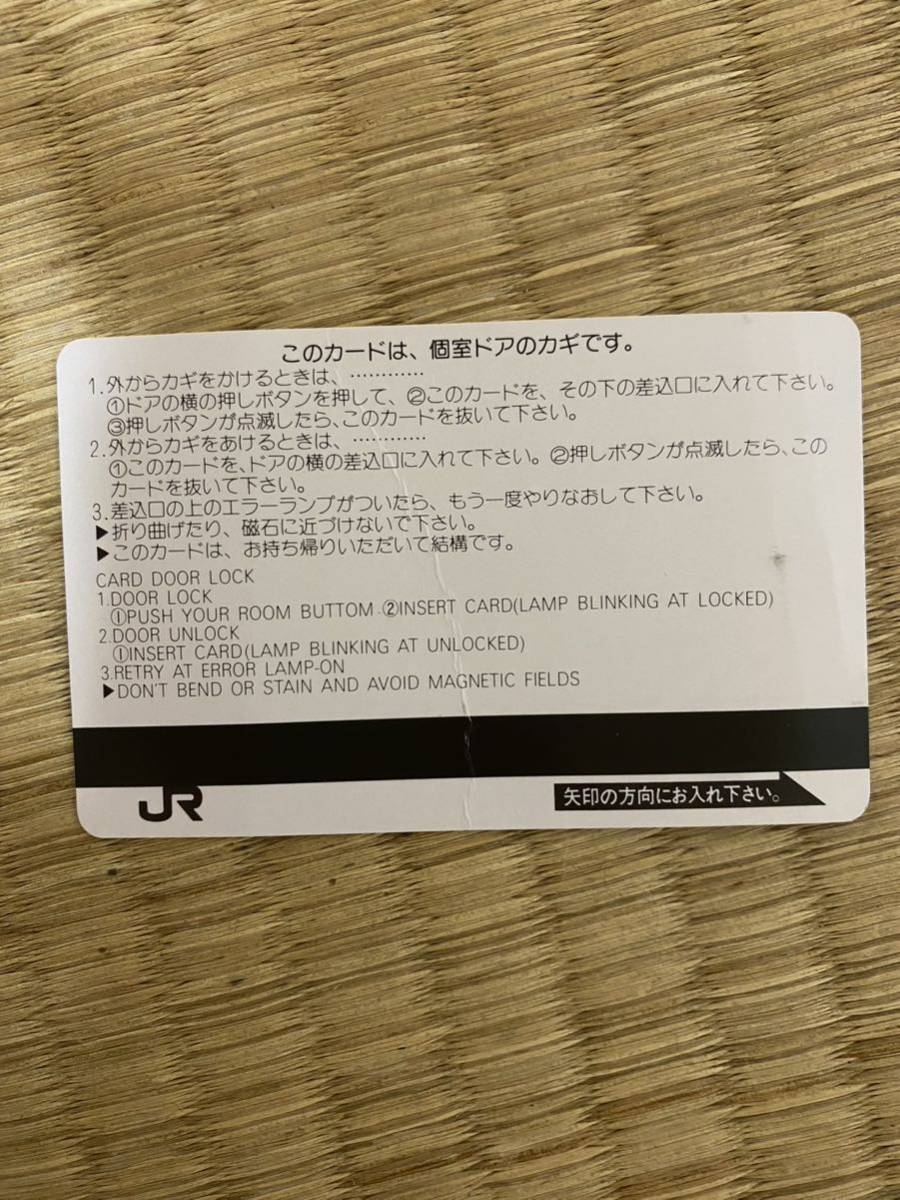 このカードは、個室ドアのカギです。
1.外からカギをかけるときは、…………
①ドアの横の押しボタンを押して、②このカードを、その下の差込口に入れて下さい。
③押しボタンが点滅したら、このカードを抜いて下さい。
2.外からカギをあけるときは、…………
①このカードを、ドアの横の差込口に入れて下さい。②押しボタンが点滅したら、この
カードを抜いて下さい。
3.差込口の上のエラーランプがついたら、もう一度やりなおして下さい。
▶折り曲げたり、磁石に近づけないで下さい。
▶このカードは、お持ち帰りいただいて結構です。
CARD DOOR LOCK
1.DOOR LOCK
①PUSH YOUR ROOM BUTTOM ②INSERT CARD(LAMP BLINKING AT LOCKED)
2.DOOR UNLOCK
①INSERT CARD(LAMP BLINKING AT UNLOCKED)
3.RETRY AT ERROR LAMP-ON
▶DON'T BEND OR STAIN AND AVOID MAGNETIC FIELDS
JR
矢印の方向にお入れ下さい。